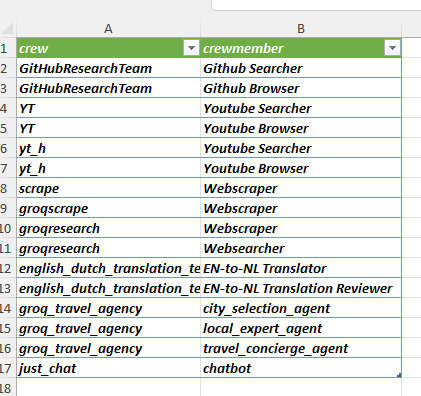 A B
1 crew crewmember
2 GitHubResearchTeam Github Searcher
3 GitHubResearchTeam Github Browser
4 YT Youtube Searcher
5 YT Youtube Browser
6 yt_h Youtube Searcher
7 yt_h Youtube Browser
8 scrape Webscraper
9 groqscrape Webscraper
10 groqresearch Webscraper
11 groqresearch Websearcher
12 english_dutch_translation_te EN-to-NL Translator
13 english_dutch_translation_te EN-to-NL Translation Reviewer
14 groq_travel_agency city_selection_agent
15 groq_travel_agency local_expert_agent
16 groq_travel_agency travel_concierge_agent
17 just_chat chatbot
18